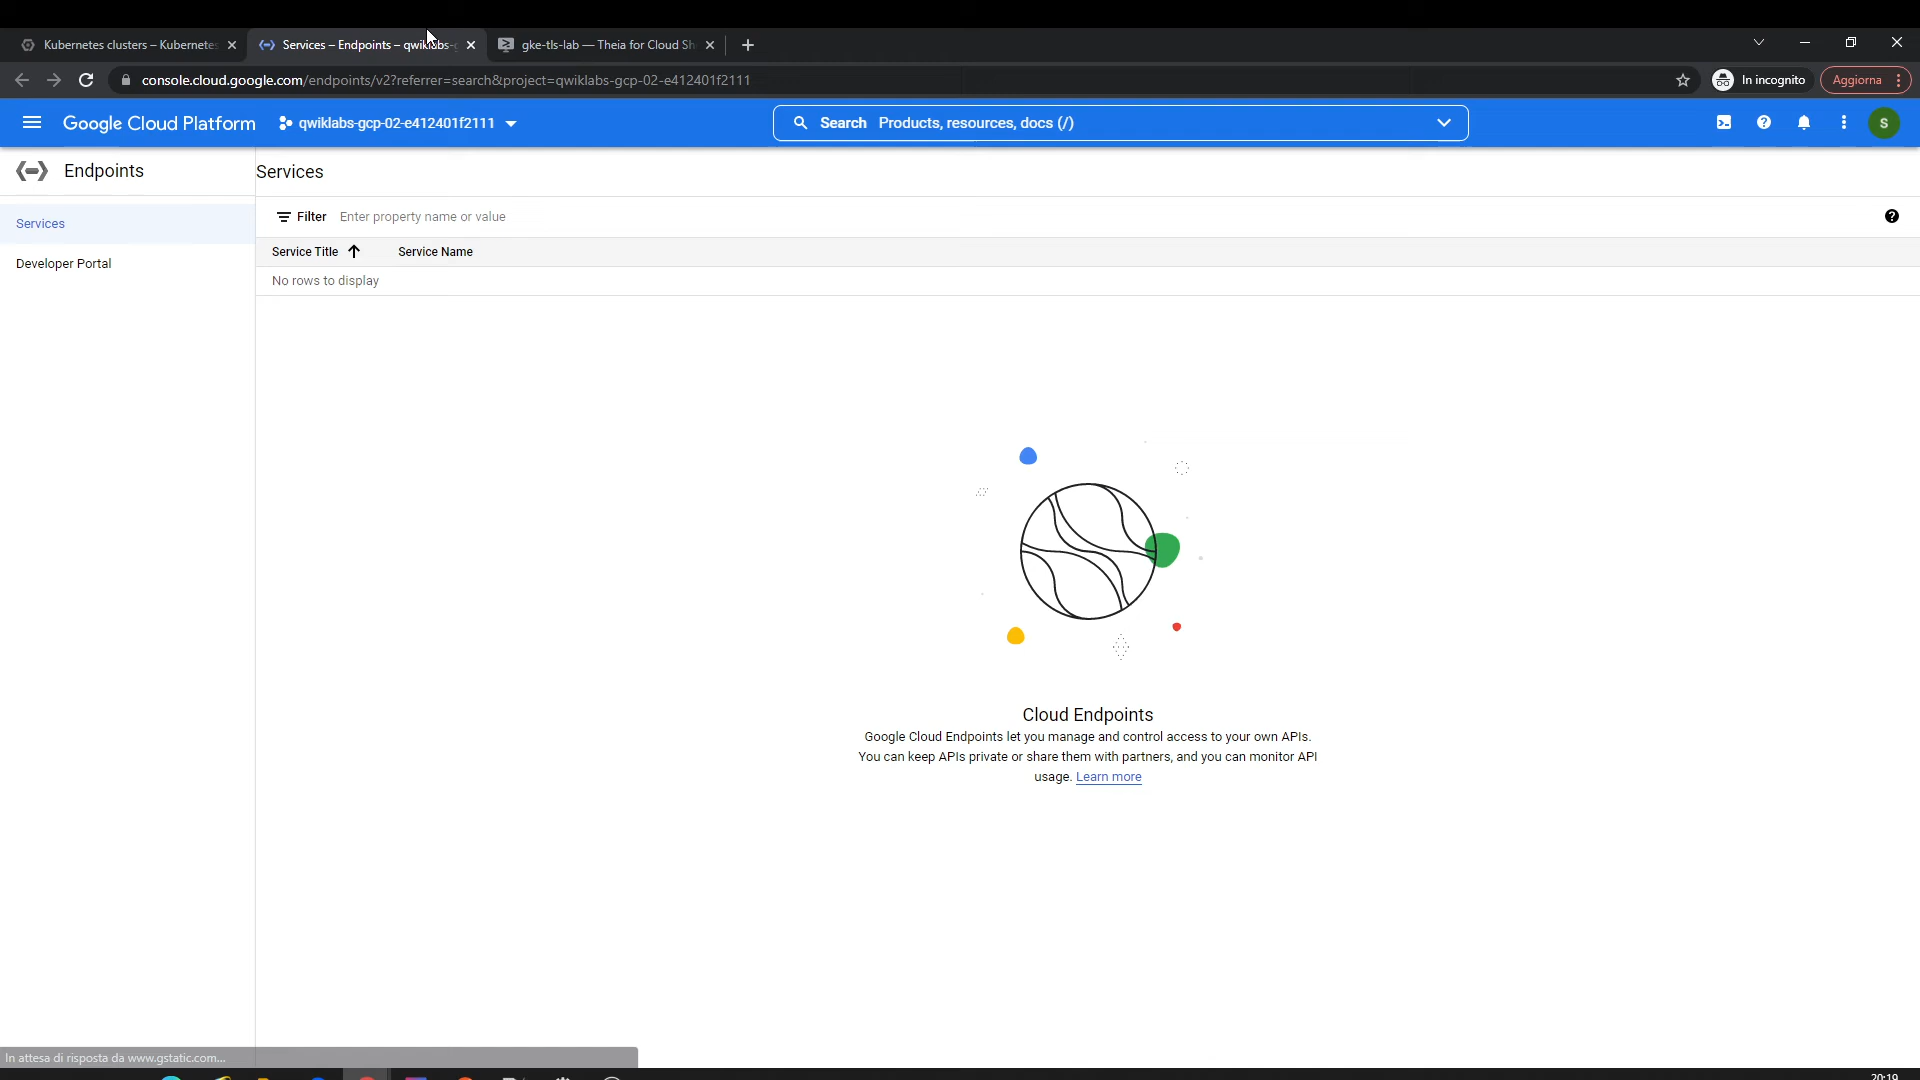 Kubernetes clusters – Kubernetes
Services – Endpoints – qwiklabs-g
gke-tls-lab — Theia for Cloud Sh
console.cloud.google.com/endpoints/v2?referrer=search&project=qwiklabs-gcp-02-e412401f2111
In incognito
Aggiorna
Google Cloud Platform
qwiklabs-gcp-02-e412401f2111
Search Products, resources, docs (/)
S
Endpoints
Services
Services
Developer Portal
Filter Enter property name or value
Service Title Service Name
No rows to display
Cloud Endpoints
Google Cloud Endpoints let you manage and control access to your own APIs.
You can keep APIs private or share them with partners, and you can monitor API
usage. Learn more
In attesa di risposta da www.gstatic.com...
20:19